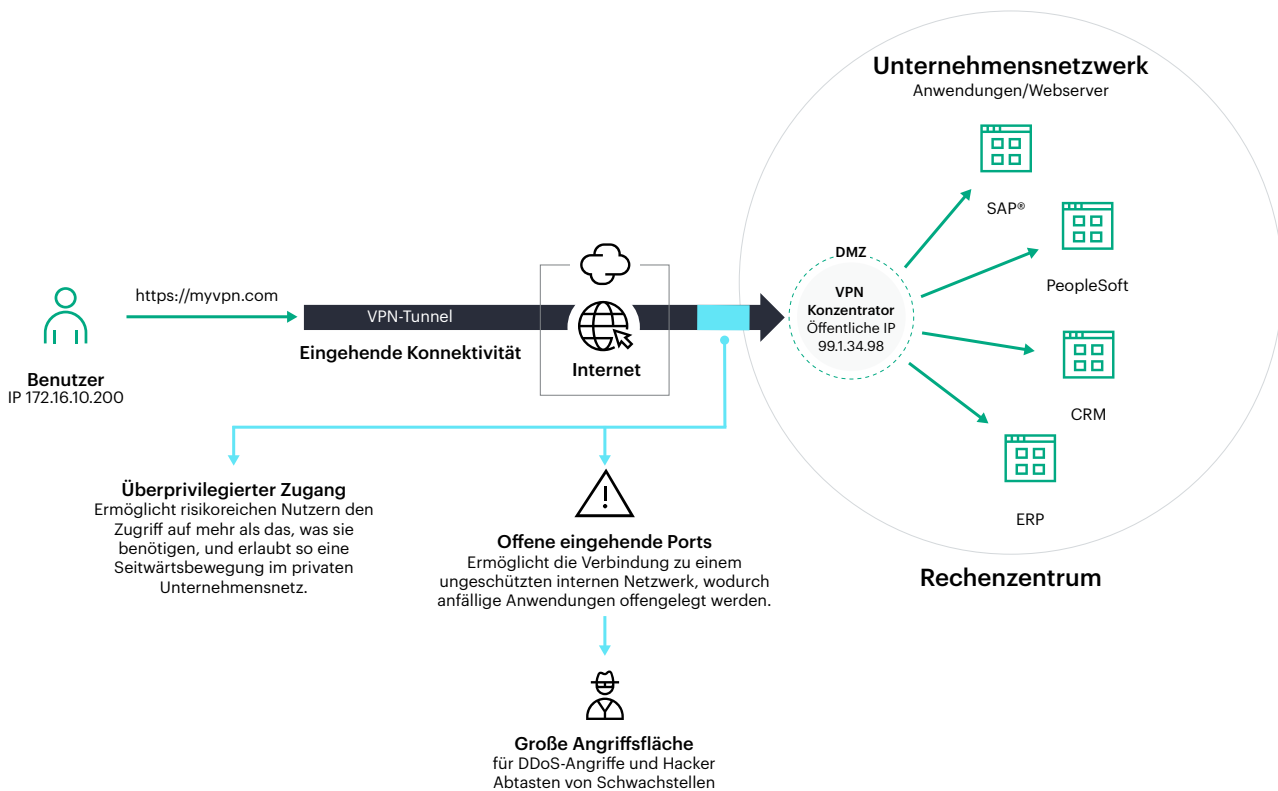 Unternehmensnetzwerk
Anwendungen/Webserver
SAP®
PeopleSoft
CRM
ERP
DMZ
VPN
Konzentrator
Öffentliche IP
99.1.34.98
Rechenzentrum
https://myvpn.com
VPN-Tunnel
Eingehende Konnektivität
Internet
Benutzer
IP 172.16.10.200
Überprivilegierter Zugang
Ermöglicht risikoreichen Nutzern den
Zugriff auf mehr als das, was sie
benötigen, und erlaubt so eine
Seitwärtsbewegung im privaten
Unternehmensnetz.
Offene eingehende Ports
Ermöglicht die Verbindung zu einem
ungeschützten internen Netzwerk, wodurch
anfällige Anwendungen offengelegt werden.
Große Angriffsfläche
für DDoS-Angriffe und Hacker
Abtasten von Schwachstellen